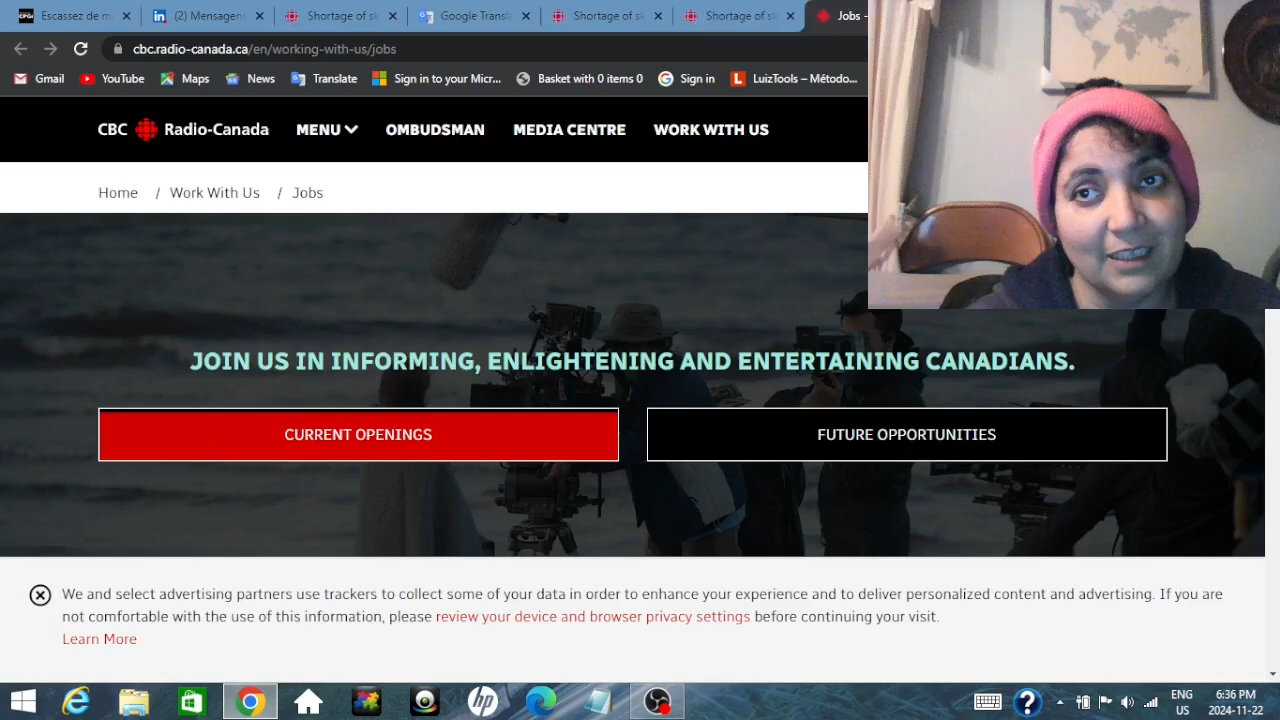 Escassez de m
(2) Mensagens
Shortage of sk
Google Transla
Shortage of sk
Shortage of sk
Jobs -
cbc.radio-canada.ca/en/working-with-us/jobs
Gmail
YouTube
Maps
News
Translate
Sign in to your Micr...
Basket with 0 items 0
Sign in
LuizTools – Método...
CBC Radio-Canada
MENU
OMBUDSMAN
MEDIA CENTRE
WORK WITH US
Home / Work With Us / Jobs
JOIN US IN INFORMING, ENLIGHTENING AND ENTERTAINING CANADIANS.
CURRENT OPENINGS
FUTURE OPPORTUNITIES
We and select advertising partners use trackers to collect some of your data in order to enhance your experience and to deliver personalized content and advertising. If you are
not comfortable with the use of this information, please review your device and browser privacy settings before continuing your visit.
Learn More
ENG
US
6:36 PM
2024-11-22